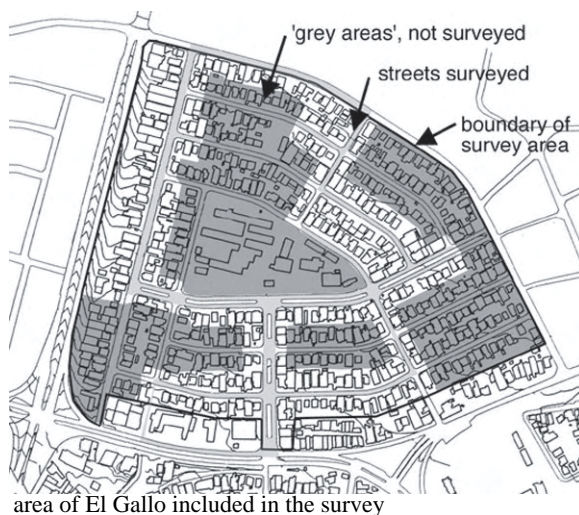 'grey areas', not surveyed
streets surveyed
boundary of
survey area
area of El Gallo included in the survey